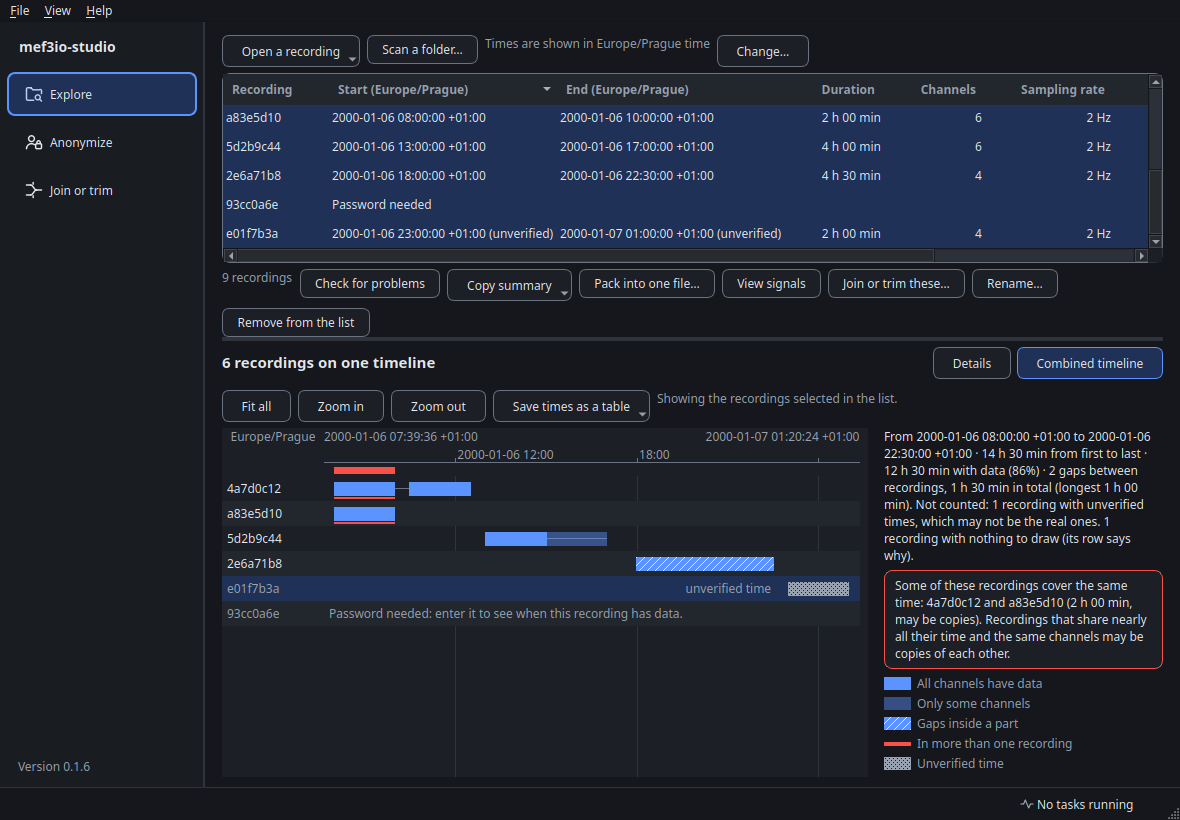 File View Help
mef3io-studio
Explore
Anonymize
Join or trim
Version 0.1.6
Open a recording
Scan a folder...
Times are shown in Europe/Prague time
Change...
Recording Start (Europe/Prague) End (Europe/Prague) Duration Channels Sampling rate
a83e5d10 2000-01-06 08:00:00 +01:00 2000-01-06 10:00:00 +01:00 2 h 00 min 6 2 Hz
5d2b9c44 2000-01-06 13:00:00 +01:00 2000-01-06 17:00:00 +01:00 4 h 00 min 6 2 Hz
2e6a71b8 2000-01-06 18:00:00 +01:00 2000-01-06 22:30:00 +01:00 4 h 30 min 4 2 Hz
93cc0a6e Password needed
e01f7b3a 2000-01-06 23:00:00 +01:00 (unverified) 2000-01-07 01:00:00 +01:00 (unverified) 2 h 00 min 4 2 Hz
9 recordings
Check for problems
Copy summary
Pack into one file...
View signals
Join or trim these...
Rename...
Remove from the list
6 recordings on one timeline
Details
Combined timeline
Fit all
Zoom in
Zoom out
Save times as a table
Showing the recordings selected in the list.
Europe/Prague 2000-01-06 07:39:36 +01:00 2000-01-07 01:20:24 +01:00
2000-01-06 12:00 18:00
4a7d0c12
a83e5d10
5d2b9c44
2e6a71b8
e01f7b3a unverified time
93cc0a6e Password needed: enter it to see when this recording has data.
From 2000-01-06 08:00:00 +01:00 to 2000-01-06
22:30:00 +01:00 · 14 h 30 min from first to last ·
12 h 30 min with data (86%) · 2 gaps between
recordings, 1 h 30 min in total (longest 1 h 00
min). Not counted: 1 recording with unverified
times, which may not be the real ones. 1
recording with nothing to draw (its row says
why).
Some of these recordings cover the same
time: 4a7d0c12 and a83e5d10 (2 h 00 min,
may be copies). Recordings that share nearly
all their time and the same channels may be
copies of each other.
All channels have data
Only some channels
Gaps inside a part
In more than one recording
Unverified time
No tasks running